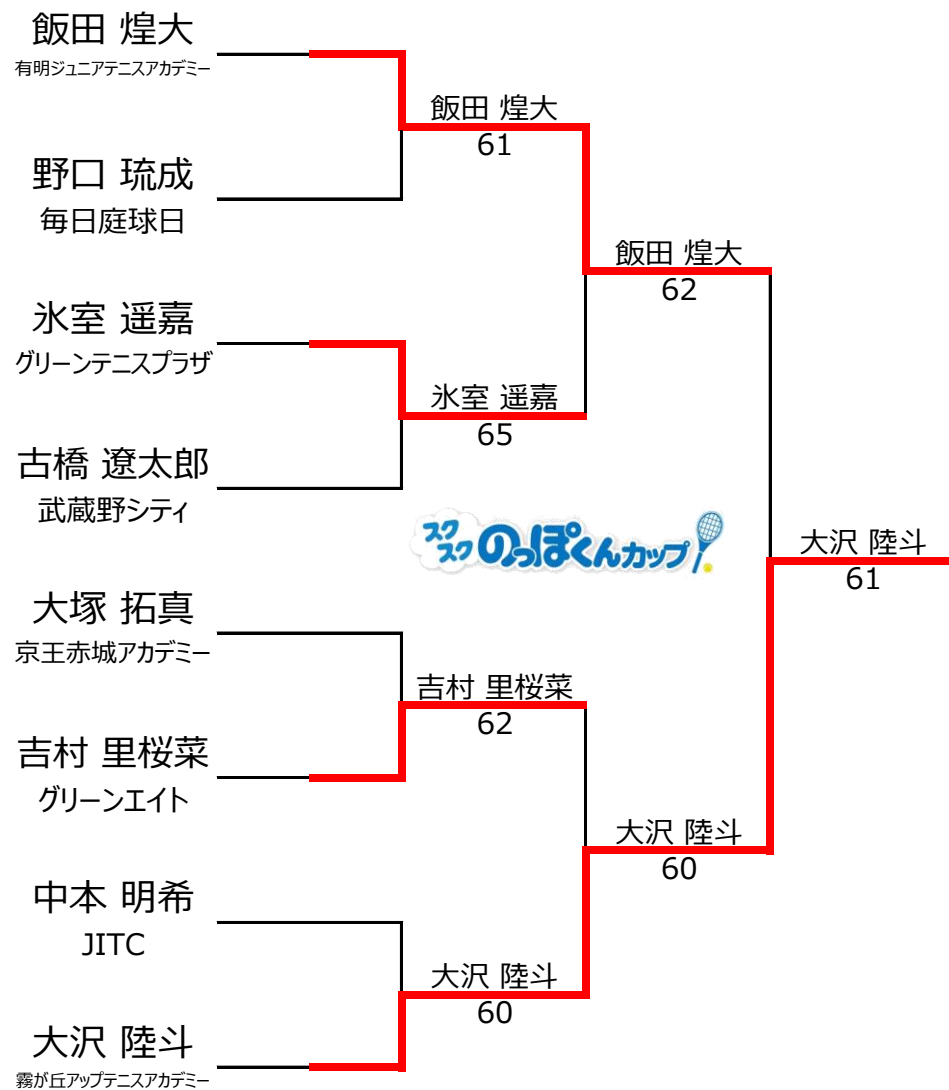 飯田 煌大
有明ジュニアテニスアカデミー
飯田 煌大
61
野口 琉成
毎日庭球日
飯田 煌大
62
氷室 遥嘉
グリーンテニスプラザ
氷室 遥嘉
65
古橋 遼太郎
武蔵野シティ
スク
スク のっぽくんカップ
大沢 陸斗
61
大塚 拓真
京王赤城アカデミー
吉村 里桜菜
62
吉村 里桜菜
グリーンエイト
大沢 陸斗
60
中本 明希
JITC
大沢 陸斗
60
大沢 陸斗
霧が丘アップテニスアカデミー